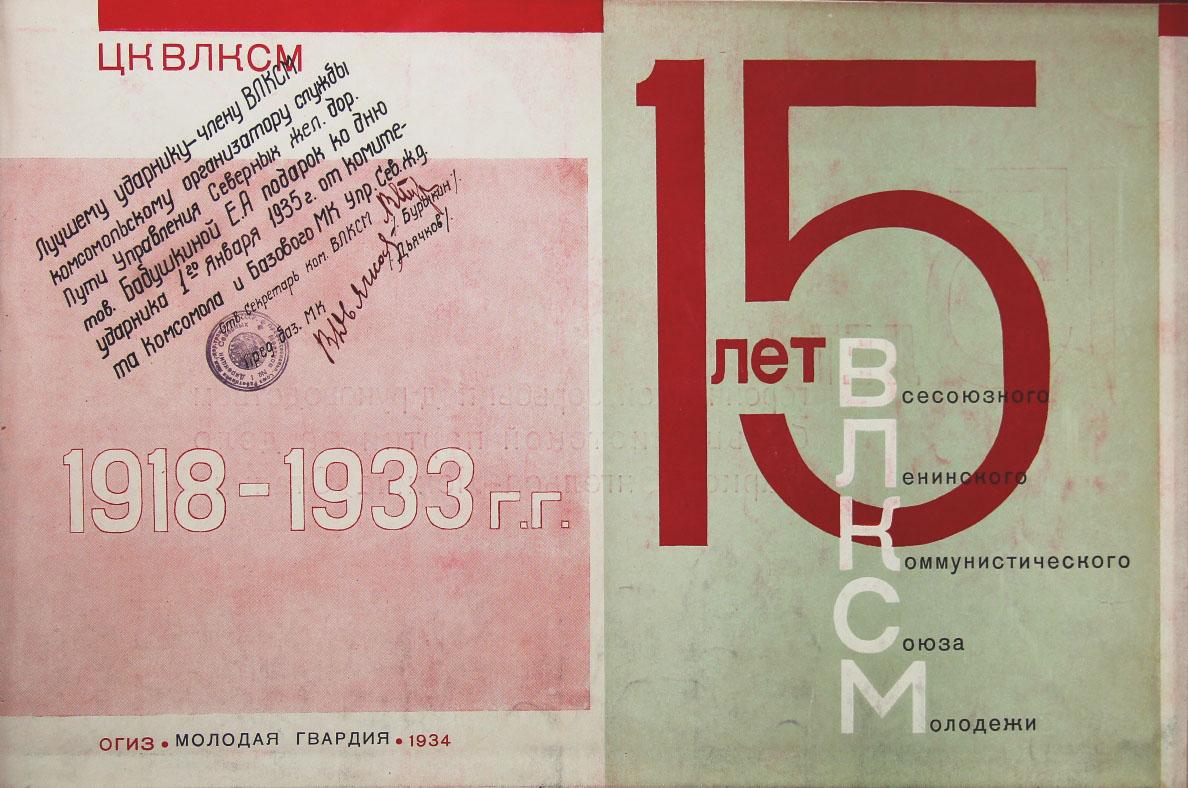 ЦК ВЛКСМ
Лучшему ударнику-члену ВЛКСМ
комсомольскому организатору службы
Пути Управления Северных жел. дор.
тов. Бабушкиной Е.А подарок ко дню
ударника 1го Января 1935 г. от комите-
та Комсомола и Базового МК Упр. Сев.ж.д.
Отв. Секретарь ком. ВЛКСМ /. Бурыкин /.
Пред. баз. МК /. Дьячков /.
1918-1933 г.г.
ОГИЗ • МОЛОДАЯ ГВАРДИЯ • 1934
15
лет
Всесоюзного
Ленинского
Коммунистического
Союза
Молодежи